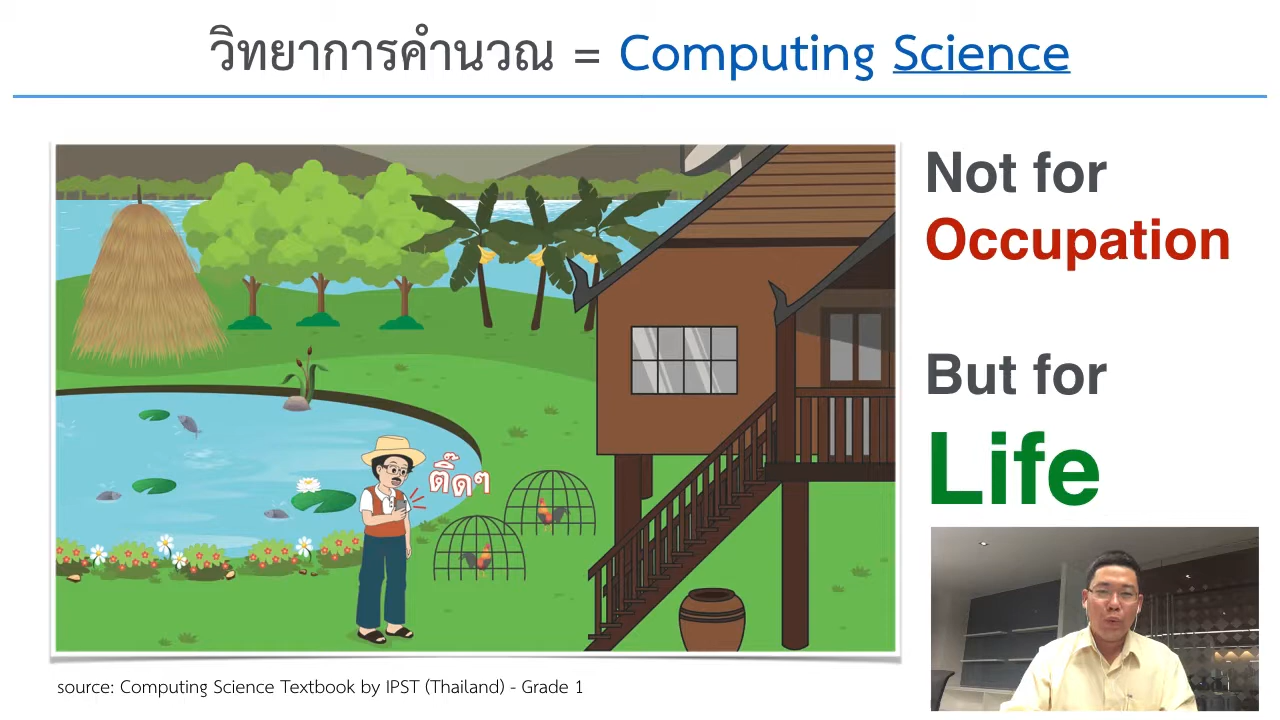 วิทยาการคำนวณ = Computing Science
Not for
Occupation
But for
Life
ติ๊ดๆ
source: Computing Science Textbook by IPST (Thailand) - Grade 1